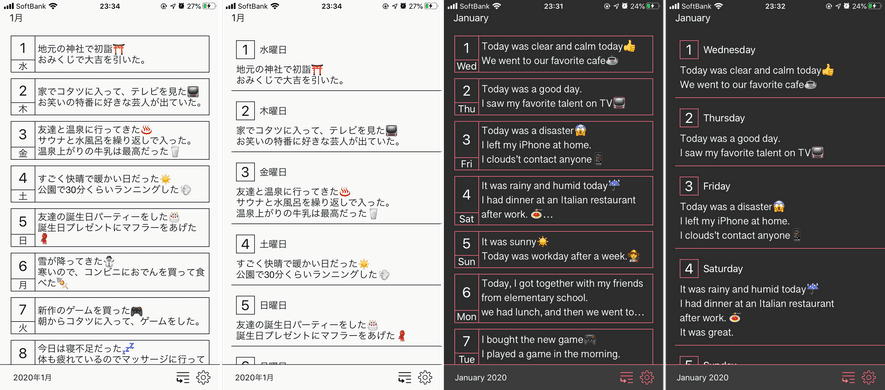 SoftBank
23:34
27%
1月
1
水
地元の神社で初詣⛩️
おみくじで大吉を引いた。
2
木
家でコタツに入って、テレビを見た📺
お笑いの特番に好きな芸人が出ていた。
3
金
友達と温泉に行ってきた♨️
サウナと水風呂を繰り返しで入った。
温泉上がりの牛乳は最高だった🥛
4
土
すごく快晴で暖かい日だった☀️
公園で30分くらいランニングした💨
5
日
友達の誕生日パーティーをした🎂
誕生日プレゼントにマフラーをあげた
🧣
6
月
雪が降ってきた⛄
寒いので、コンビニにおでんを買って食
べた🍢
7
火
新作のゲームを買った🎮
朝からコタツに入って、ゲームをした。
8
今日は寝不足だった💤
体も疲れているのでマッサージに行って
2020年1月
SoftBank
23:34
27%
1月
1 水曜日
地元の神社で初詣⛩️
おみくじで大吉を引いた。
2 木曜日
家でコタツに入って、テレビを見た📺
お笑いの特番に好きな芸人が出ていた。
3 金曜日
友達と温泉に行ってきた♨️
サウナと水風呂を繰り返しで入った。
温泉上がりの牛乳は最高だった🥛
4 土曜日
すごく快晴で暖かい日だった☀️
公園で30分くらいランニングした💨
5 日曜日
友達の誕生日パーティーをした🎂
誕生日プレゼントにマフラーをあげた🧣
2020年1月
SoftBank
23:31
25%
January
1
Wed
Today was clear and calm today👍
We went to our favorite cafe☕
2
Thu
Today was a good day.
I saw my favorite talent on TV📺
3
Fri
Today was a disaster😱
I left my iPhone at home.
I clouds't contact anyone📱
4
Sat
It was rainy and humid today☔
I had dinner at an Italian restaurant
after work. 🍝…
5
Sun
It was sunny☀️
Today was workday after a week.
6
Mon
Today, I got together with my friends
from elementary school.
we had lunch, and then we went to…
7
Tue
I bought the new game🎮
I played a game in the morning.
January 2020
SoftBank
23:32
24%
January
1 Wednesday
Today was clear and calm today👍
We went to our favorite cafe☕
2 Thursday
Today was a good day.
I saw my favorite talent on TV📺
3 Friday
Today was a disaster😱
I left my iPhone at home.
I clouds't contact anyone📱
4 Saturday
It was rainy and humid today☔
I had dinner at an Italian restaurant
after work. 🍝
It was great.
5 Sunday
January 2020